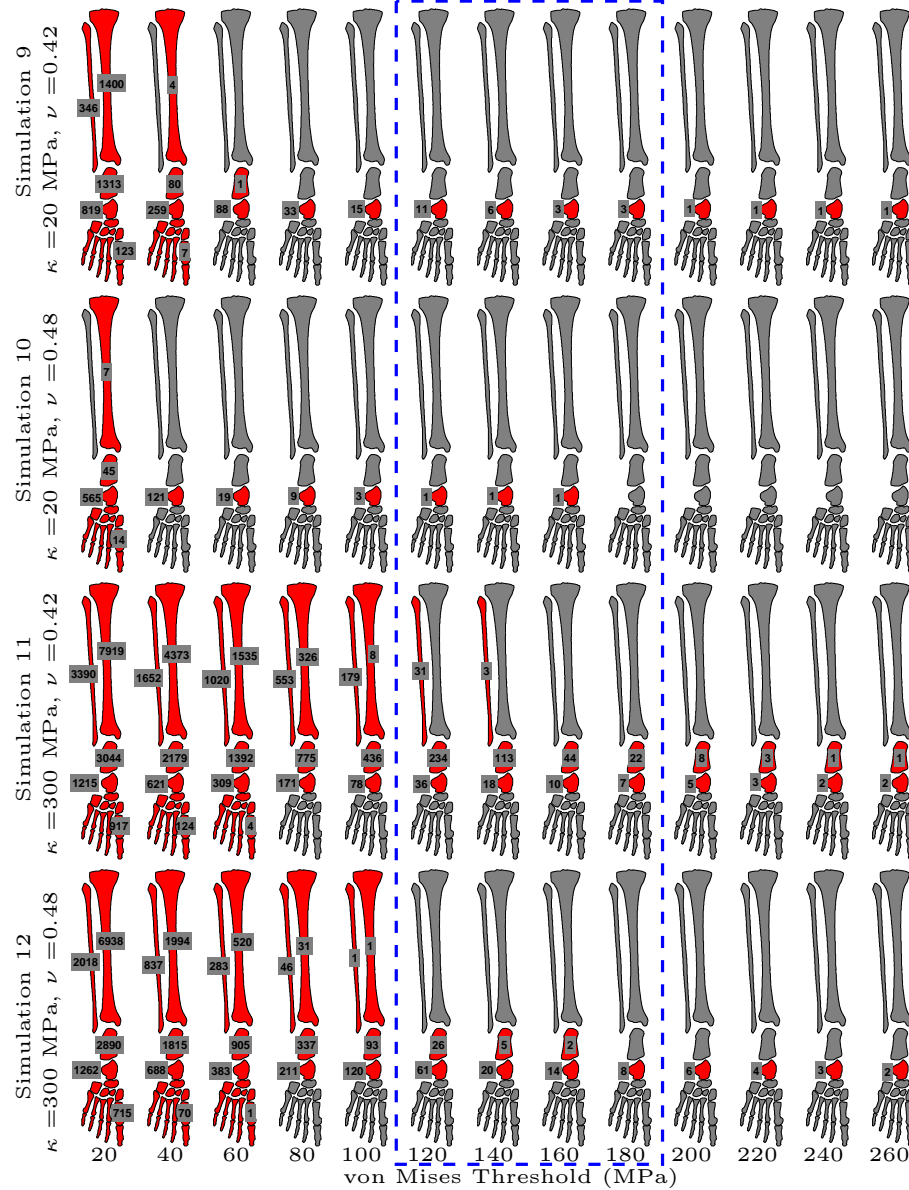 Simulation 9
κ =20 MPa, ν =0.42
1400 4
346
1313 80 1
819 259 88 33 15 11 6 3 3 1 1 1 1
123 7
Simulation 10
κ =20 MPa, ν =0.48
7
45
565 121 19 9 3 1 1 1
14
Simulation 11
κ =300 MPa, ν =0.42
7919 4373 1535 326 8
3390 1652 1020 553 179 31 3
3044 2179 1392 775 436 234 113 44 22 8 3 1 1
1215 621 309 171 78 36 18 10 7 5 3 2 2
917 124 4
Simulation 12
κ =300 MPa, ν =0.48
6938 1994 520 31 1
2018 837 283 46 1
2890 1815 905 337 93 26 5 2
1262 688 383 211 120 61 20 14 8 6 4 3 2
715 70 1
20 40 60 80 100 120 140 160 180 200 220 240 260
von Mises Threshold (MPa)